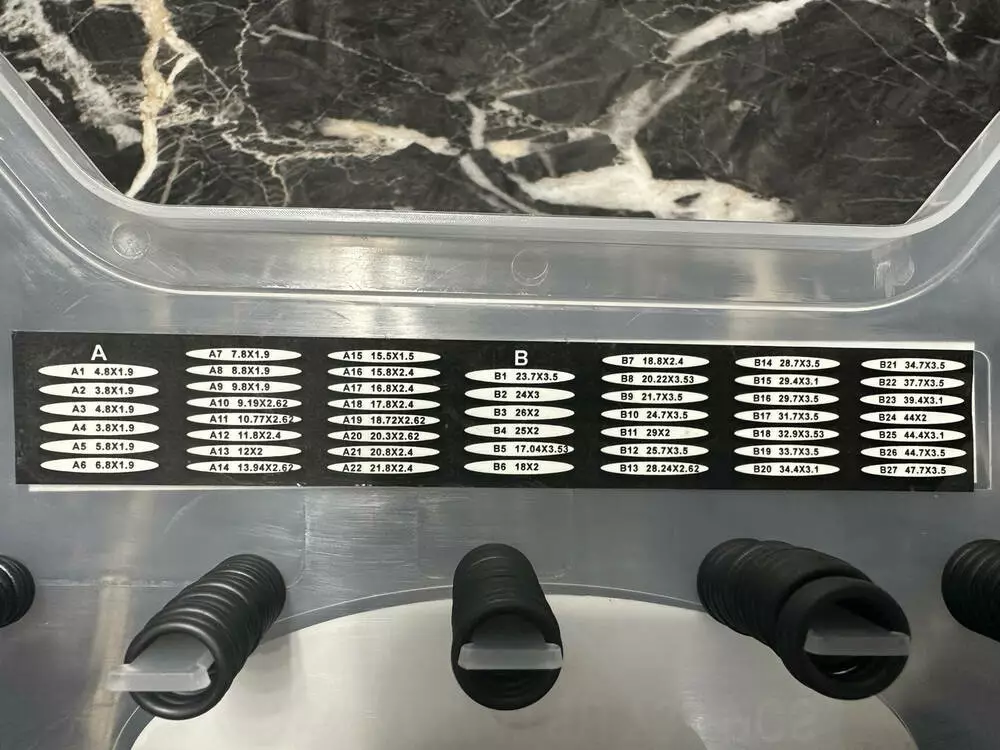 A
A1 4.8X1.9
A2 3.8X1.9
A3 4.8X1.9
A4 3.8X1.9
A5 5.8X1.9
A6 6.8X1.9
A7 7.8X1.9
A8 8.8X1.9
A9 9.8X1.9
A10 9.19X2.62
A11 10.77X2.62
A12 11.8X2.4
A13 12X2
A14 13.94X2.62
A15 15.5X1.5
A16 15.8X2.4
A17 16.8X2.4
A18 17.8X2.4
A19 18.72X2.62
A20 20.3X2.62
A21 20.8X2.4
A22 21.8X2.4
B
B1 23.7X3.5
B2 24X3
B3 26X2
B4 25X2
B5 17.04X3.53
B6 18X2
B7 18.8X2.4
B8 20.22X3.53
B9 21.7X3.5
B10 24.7X3.5
B11 29X2
B12 25.7X3.5
B13 28.24X2.62
B14 28.7X3.5
B15 29.4X3.1
B16 29.7X3.5
B17 31.7X3.5
B18 32.9X3.53
B19 33.7X3.5
B20 34.4X3.1
B21 34.7X3.5
B22 37.7X3.5
B23 39.4X3.1
B24 44X2
B25 44.4X3.1
B26 44.7X3.5
B27 47.7X3.5